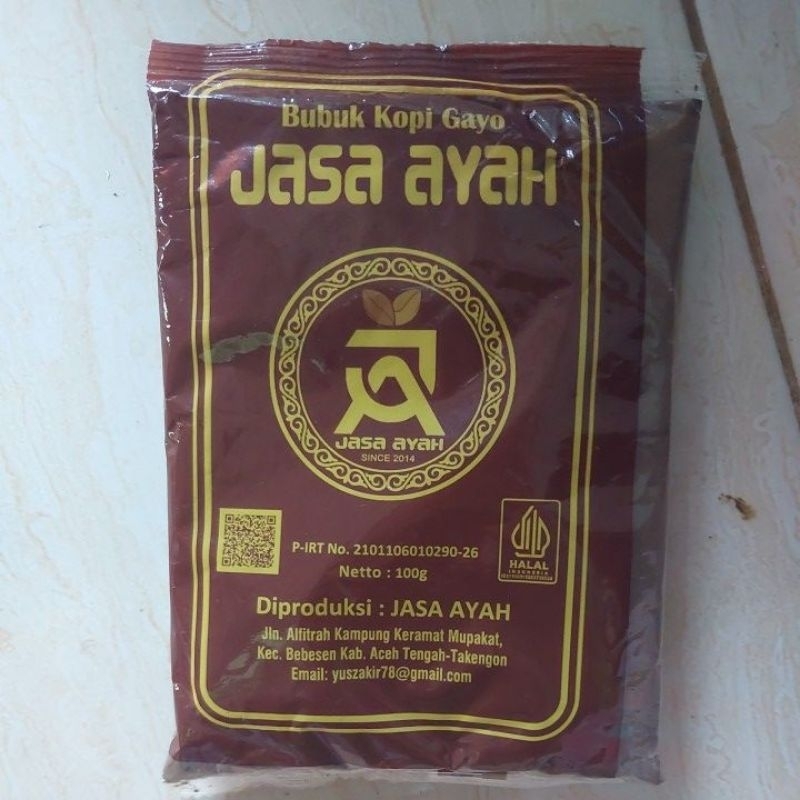 Bubuk Kopi Gayo
JASA AYAH
JASA AYAH
SINCE 2014
P-IRT No. 2101106010290-26
Netto : 100g
HALAL
INDONESIA
Diproduksi : JASA AYAH
Jln. Alfitrah Kampung Keramat Mupakat,
Kec. Bebesen Kab. Aceh Tengah-Takengon
Email: yuszakir78@gmail.com